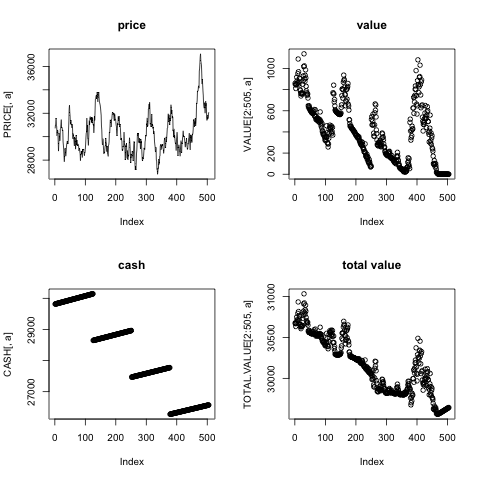 price
PRICE[, a]
28000 32000 36000
0 100 200 300 400 500
Index
value
VALUE[2:505, a]
0 200 600 1000
0 100 200 300 400 500
Index
cash
CASH[, a]
27000 29000
0 100 200 300 400 500
Index
total value
TOTAL.VALUE[2:505, a]
30000 30500 31000
0 100 200 300 400 500
Index